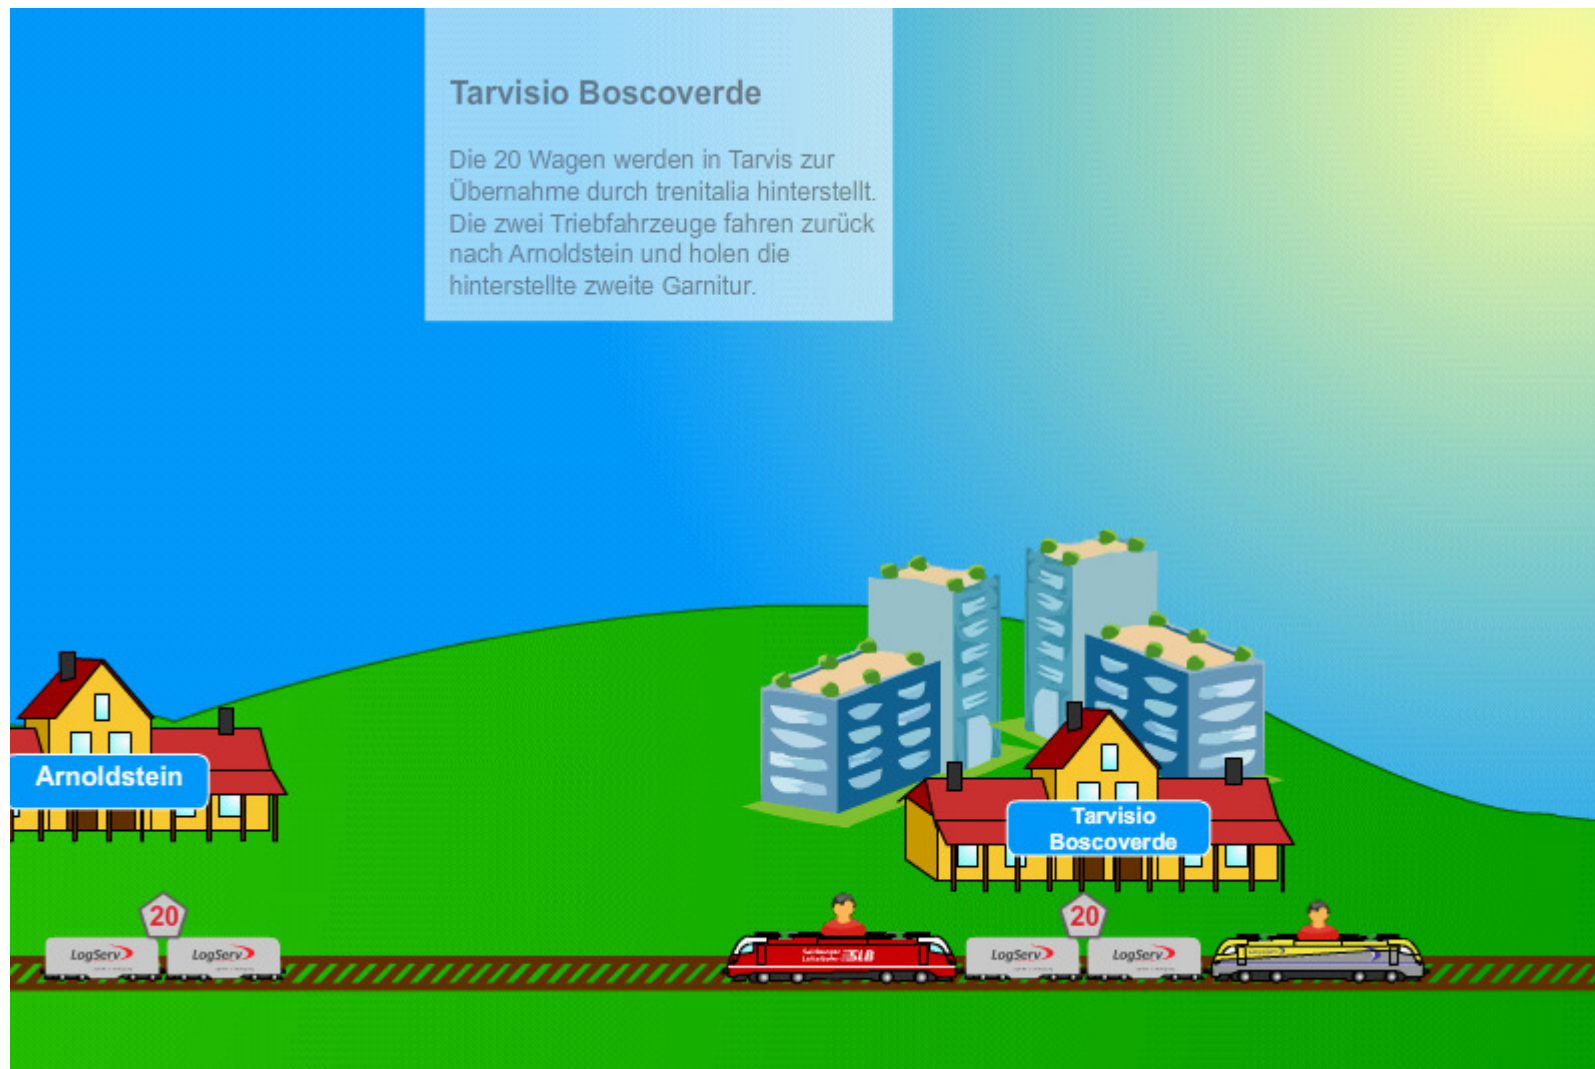 Tarvisio Boscoverde
Die 20 Wagen werden in Tarvis zur
Übernahme durch trenitalia hinterstellt.
Die zwei Triebfahrzeuge fahren zurück
nach Arnoldstein und holen die
hinterstellte zweite Garnitur.
Arnoldstein
Tarvisio
Boscoverde
20
20
LogServ
LogServ
SLB
LogServ
LogServ